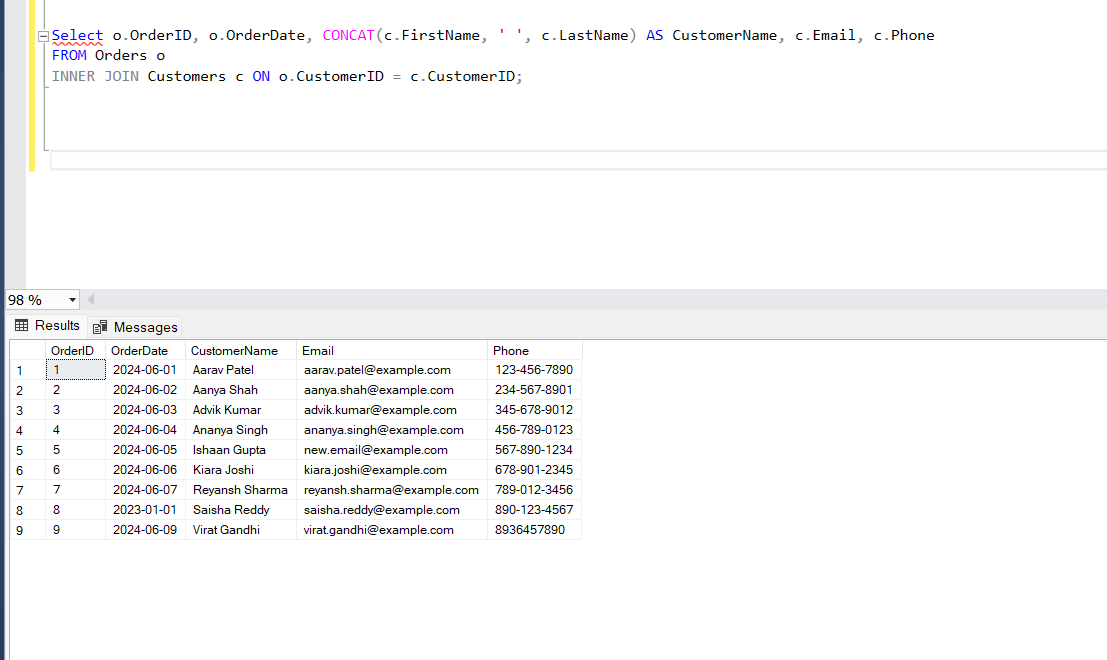 Select o.OrderID, o.OrderDate, CONCAT(c.FirstName, ' ', c.LastName) AS CustomerName, c.Email, c.Phone
FROM Orders o
INNER JOIN Customers c ON o.CustomerID = c.CustomerID;
98 %
Results Messages
OrderID OrderDate CustomerName Email Phone
1 1 2024-06-01 Aarav Patel aarav.patel@example.com 123-456-7890
2 2 2024-06-02 Aanya Shah aanya.shah@example.com 234-567-8901
3 3 2024-06-03 Advik Kumar advik.kumar@example.com 345-678-9012
4 4 2024-06-04 Ananya Singh ananya.singh@example.com 456-789-0123
5 5 2024-06-05 Ishaan Gupta new.email@example.com 567-890-1234
6 6 2024-06-06 Kiara Joshi kiara.joshi@example.com 678-901-2345
7 7 2024-06-07 Reyansh Sharma reyansh.sharma@example.com 789-012-3456
8 8 2023-01-01 Saisha Reddy saisha.reddy@example.com 890-123-4567
9 9 2024-06-09 Virat Gandhi virat.gandhi@example.com 8936457890